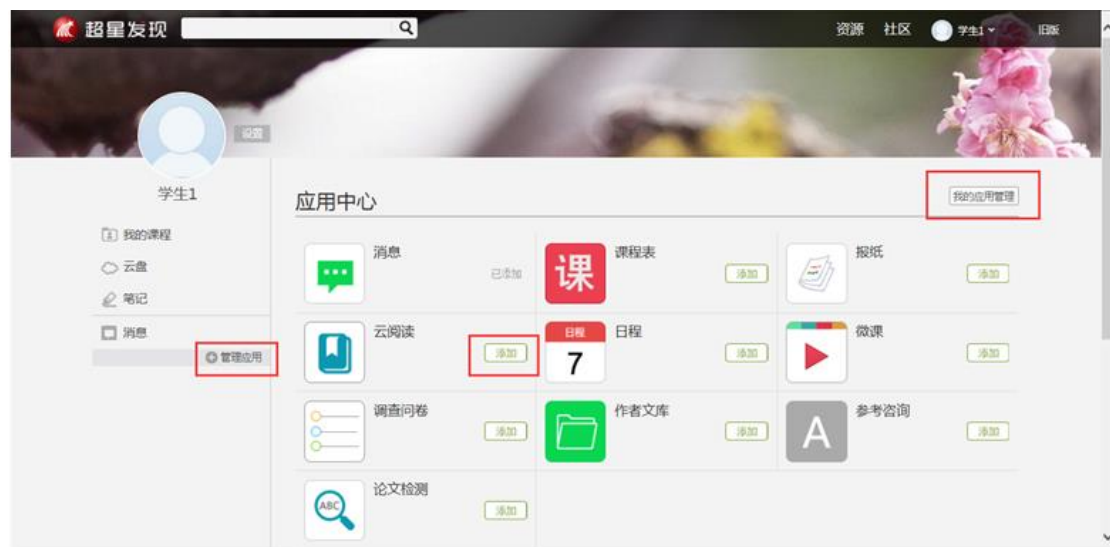 超星发现
资源 社区 学生1 旧版
设置
学生1
我的课程
云盘
笔记
消息
管理应用
应用中心
我的应用管理
消息
已添加
课
课程表
添加
报纸
添加
云阅读
添加
日程
7
日程
添加
微课
添加
调查问卷
添加
作者文库
添加
A
参考咨询
添加
ABC
论文检测
添加